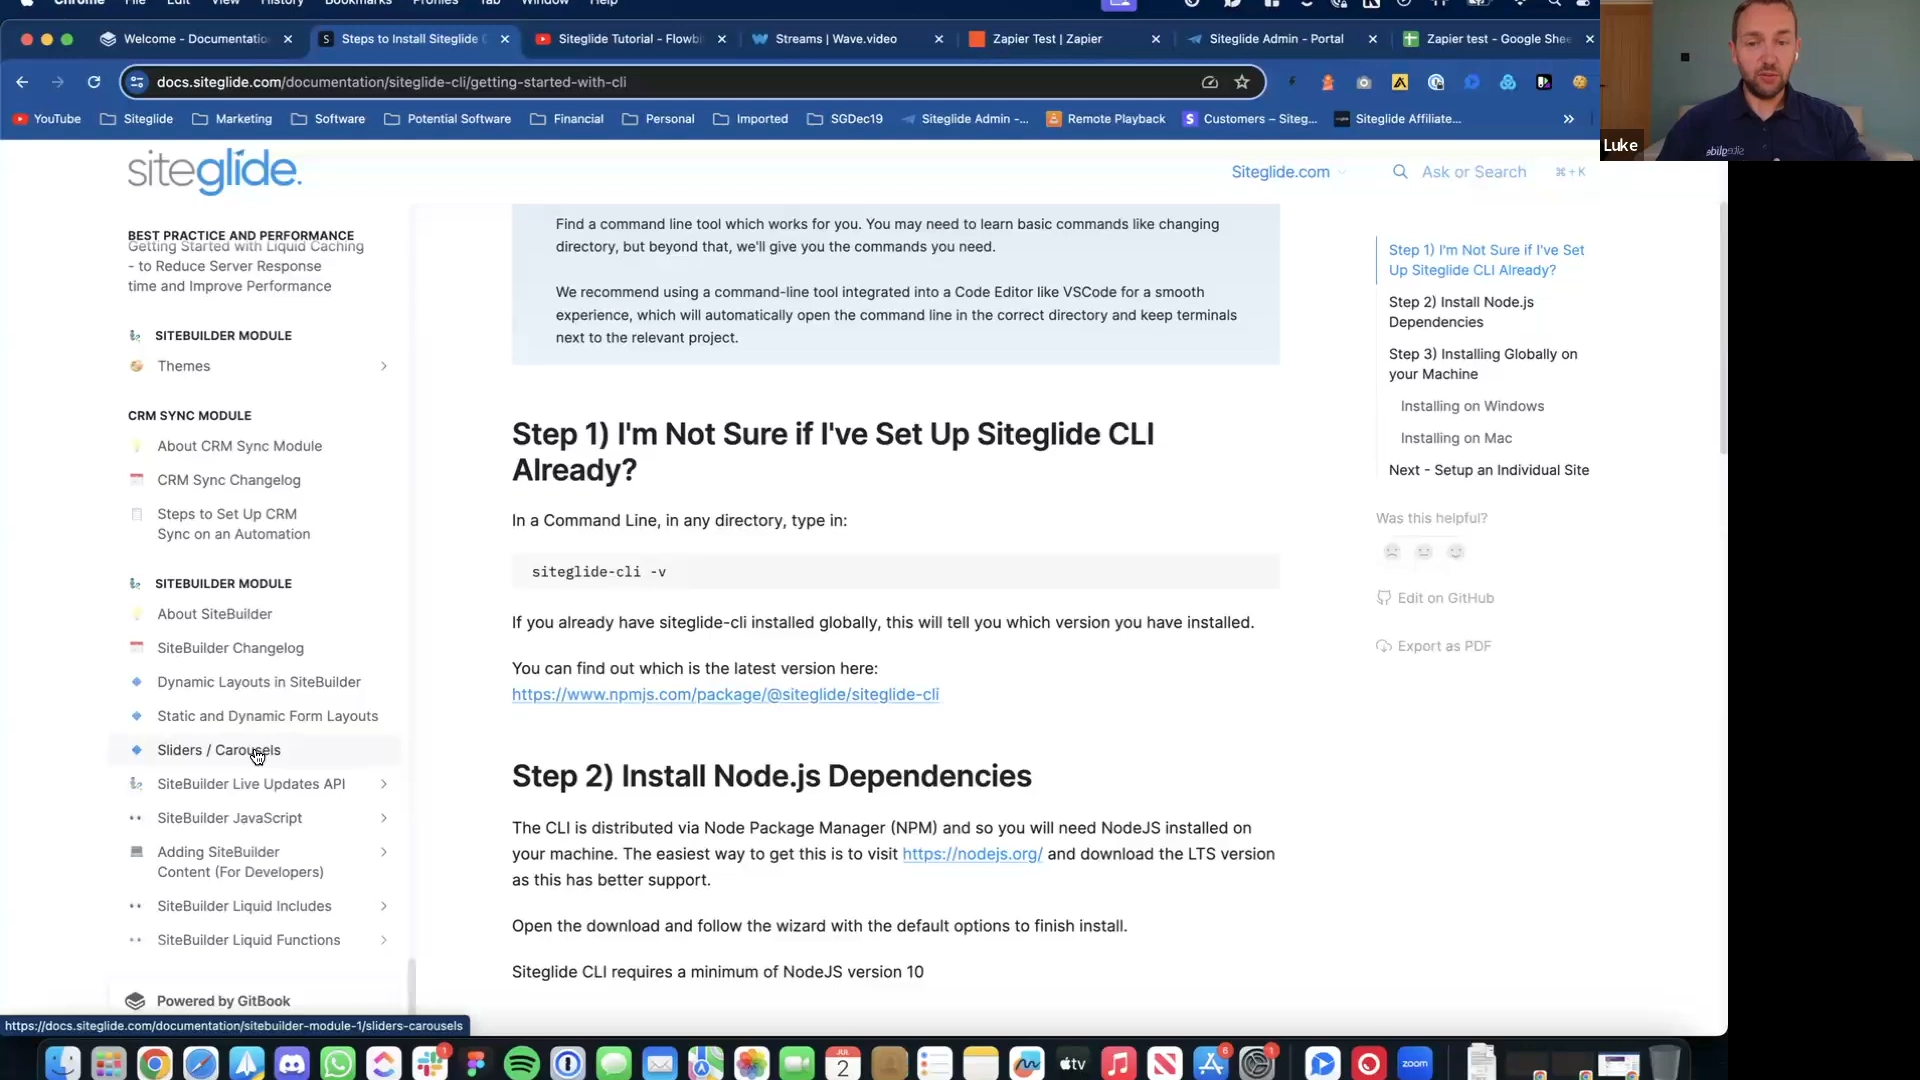 Chrome File Edit View History Bookmarks Profiles Tab Window Help
Welcome - Documentatio
Steps to Install Siteglide C
Siteglide Tutorial - Flowbi
Streams | Wave.video
Zapier Test | Zapier
Siteglide Admin - Portal
Zapier test - Google Shee
docs.siteglide.com/documentation/siteglide-cli/getting-started-with-cli
YouTube Siteglide Marketing Software Potential Software Financial Personal Imported SGDec19 Siteglide Admin -... Remote Playback Customers – Siteg... Siteglide Affiliate...
Luke
siteglide.
Siteglide.com
Ask or Search
⌘+K
BEST PRACTICE AND PERFORMANCE
Getting Started with Liquid Caching
- to Reduce Server Response
time and Improve Performance
SITEBUILDER MODULE
Themes
CRM SYNC MODULE
About CRM Sync Module
CRM Sync Changelog
Steps to Set Up CRM
Sync on an Automation
SITEBUILDER MODULE
About SiteBuilder
SiteBuilder Changelog
Dynamic Layouts in SiteBuilder
Static and Dynamic Form Layouts
Sliders / Carousels
SiteBuilder Live Updates API
SiteBuilder JavaScript
Adding SiteBuilder
Content (For Developers)
SiteBuilder Liquid Includes
SiteBuilder Liquid Functions
Powered by GitBook
https://docs.siteglide.com/documentation/sitebuilder-module-1/sliders-carousels
Find a command line tool which works for you. You may need to learn basic commands like changing
directory, but beyond that, we'll give you the commands you need.
We recommend using a command-line tool integrated into a Code Editor like VSCode for a smooth
experience, which will automatically open the command line in the correct directory and keep terminals
next to the relevant project.
Step 1) I'm Not Sure if I've Set Up Siteglide CLI
Already?
In a Command Line, in any directory, type in:
siteglide-cli -v
If you already have siteglide-cli installed globally, this will tell you which version you have installed.
You can find out which is the latest version here:
https://www.npmjs.com/package/@siteglide/siteglide-cli
Step 2) Install Node.js Dependencies
The CLI is distributed via Node Package Manager (NPM) and so you will need NodeJS installed on
your machine. The easiest way to get this is to visit https://nodejs.org/ and download the LTS version
as this has better support.
Open the download and follow the wizard with the default options to finish install.
Siteglide CLI requires a minimum of NodeJS version 10
Step 1) I'm Not Sure if I've Set
Up Siteglide CLI Already?
Step 2) Install Node.js
Dependencies
Step 3) Installing Globally on
your Machine
Installing on Windows
Installing on Mac
Next - Setup an Individual Site
Was this helpful?
Edit on GitHub
Export as PDF
1
JUL
2
tv
6
1
zoom